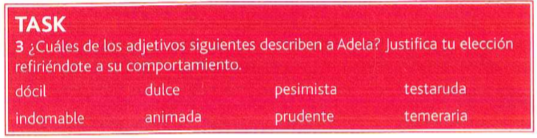 TASK
3 ¿Cuáles de los adjetivos siguientes describen a Adela? Justifica tu elección
refiriéndote a su comportamiento.
dócil dulce pesimista testaruda
indomable animada prudente temeraria